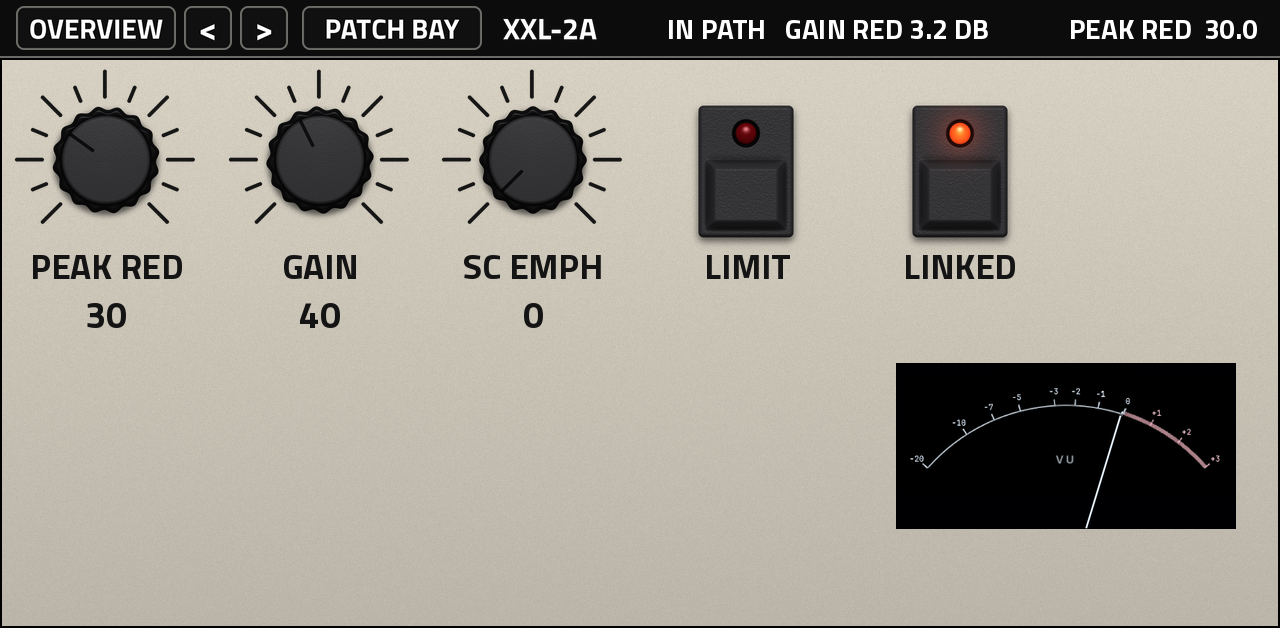 OVERVIEW < > PATCH BAY XXL-2A IN PATH GAIN RED 3.2 DB PEAK RED 30.0
PEAK RED GAIN SC EMPH LIMIT LINKED
30 40 0
-20 -10 -7 -5 -3 -2 -1 0 +1 +2 +3
VU